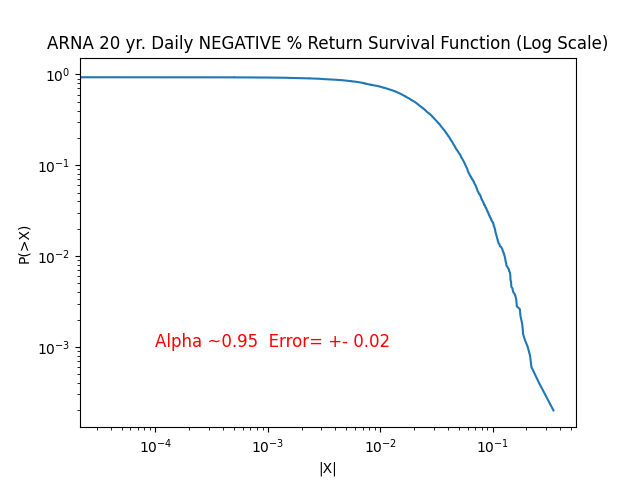 ARNA 20 yr. Daily NEGATIVE % Return Survival Function (Log Scale)
10^0
10^-1
10^-2
10^-3
P(>X)
Alpha ~0.95  Error= +- 0.02
10^-4
10^-3
10^-2
10^-1
|X|